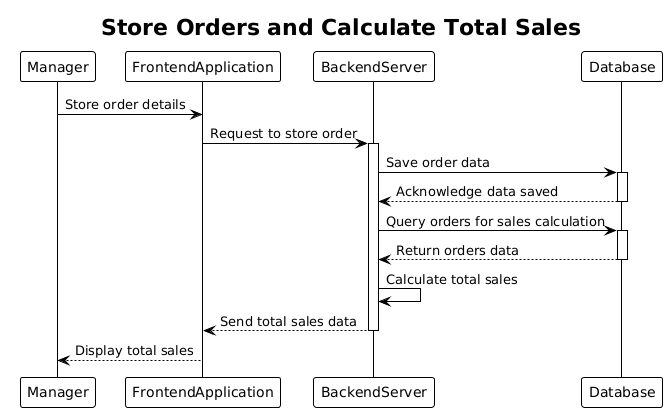 Store Orders and Calculate Total Sales
Manager FrontendApplication BackendServer Database
Store order details
Request to store order
Save order data
Acknowledge data saved
Query orders for sales calculation
Return orders data
Calculate total sales
Send total sales data
Display total sales
Manager FrontendApplication BackendServer Database